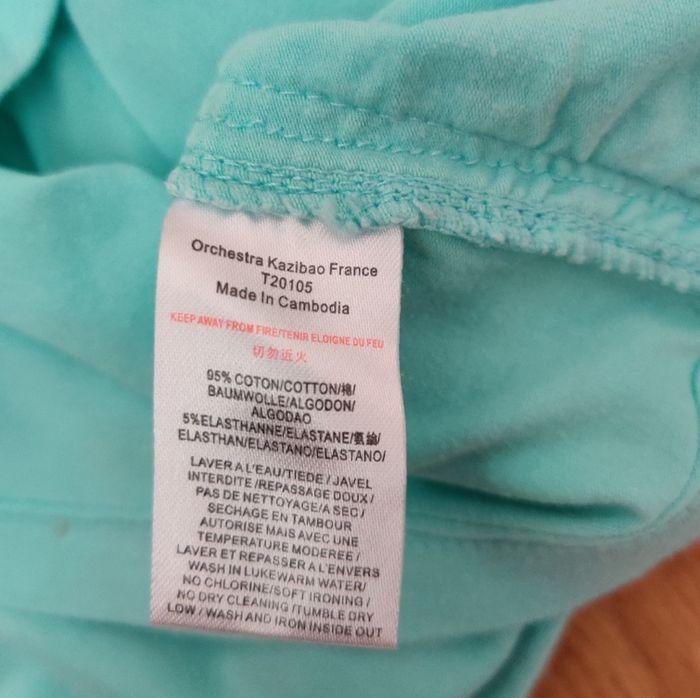 Orchestra Kazibao France
T20105
Made In Cambodia
KEEP AWAY FROM FIRE/TENIR ELOIGNE DU FEU
切勿近火
95% COTON/COTTON/棉/
BAUMWOLLE/ALGODON/
ALGODAO
5%ELASTHANNE/ELASTANE/氨綸/
ELASTHAN/ELASTANO/ELASTANO/
LAVER A L'EAU/TIEDE/JAVEL
INTERDITE/REPASSAGE DOUX/
PAS DE NETTOYAGE/A SEC/
SECHAGE EN TAMBOUR
AUTORISE MAIS AVEC UNE
TEMPERATURE MODEREE/
LAVER ET REPASSER A L'ENVERS
WASH IN LUKEWARM WATER/
NO CHLORINE/SOFT IRONING/
NO DRY CLEANING/TUMBLE DRY
LOW/WASH AND IRON INSIDE OUT